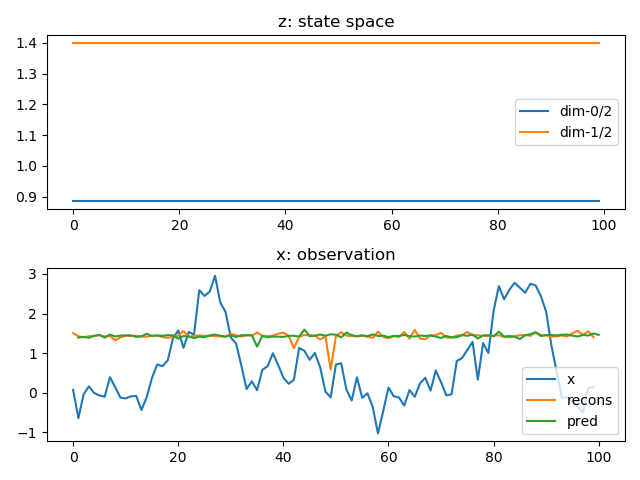 z: state space
1.4
1.3
1.2
1.1
1.0
0.9
dim-0/2
dim-1/2
0 20 40 60 80 100
x: observation
3
2
1
0
−1
x
recons
pred
0 20 40 60 80 100